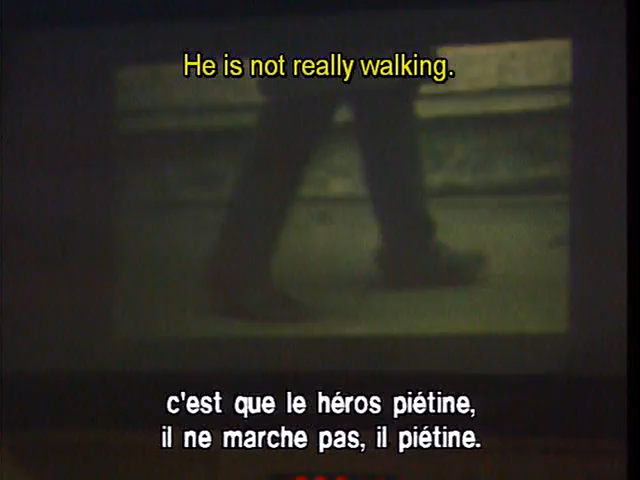 He is not really walking.
c'est que le héros piétine,
il ne marche pas, il piétine.